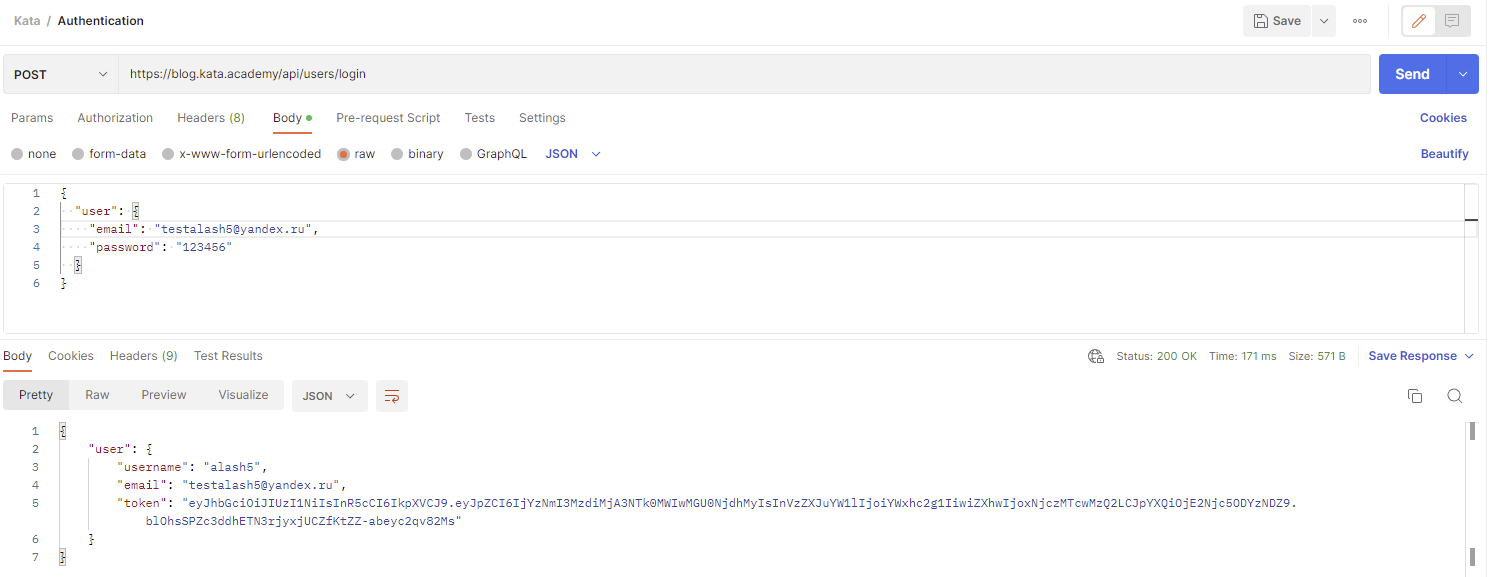 Kata / Authentication
Save
POST
https://blog.kata.academy/api/users/login
Send
Params Authorization Headers (8) Body Pre-request Script Tests Settings Cookies
none form-data x-www-form-urlencoded raw binary GraphQL JSON Beautify
1 {
2 "user": {
3 "email": "testalash5@yandex.ru",
4 "password": "123456"
5 }
6 }
Body Cookies Headers (9) Test Results Status: 200 OK Time: 171 ms Size: 571 B Save Response
Pretty Raw Preview Visualize JSON
1 {
2 "user": {
3 "username": "alash5",
4 "email": "testalash5@yandex.ru",
5 "token": "eyJhbGciOiJIUzI1NiIsInR5cCI6IkpXVCJ9.eyJpZCI6IjYzNmI3MzdiMjA3NTk0MWIwMGU0NjdhMyIsInVzZXJuYW1lIjoiYWxhc2g1IiwiZXhwIjoxNjczMTcwMzQ2LCJpYXQiOjE2Njc5ODYzNDZ9.
blOhsSPZc3ddhETN3rjyxjUCZfKtZZ-abeyc2qv82Ms"
6 }
7 }